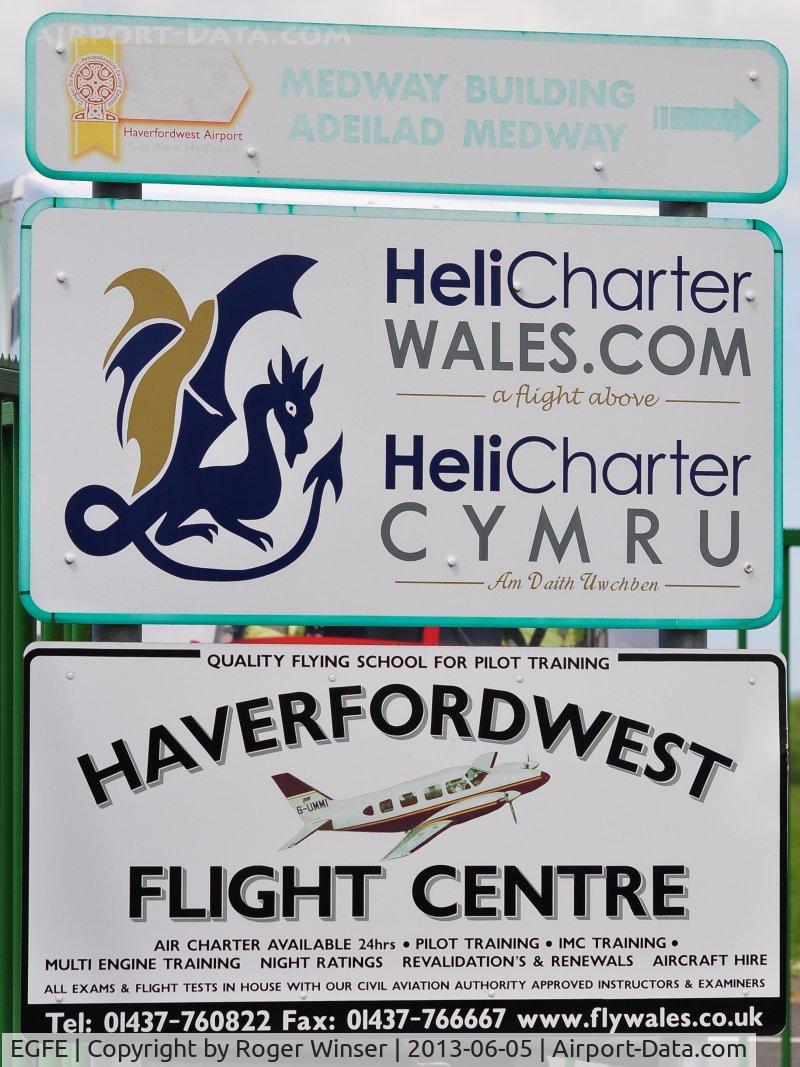 AIRPORT-DATA.COM
MEDWAY BUILDING
ADEILAD MEDWAY
Haverfordwest Airport
Maes Awyr Hwlffordd
HeliCharter
WALES.COM
a flight above
HeliCharter
CYMRU
Am Daith Uwchben
QUALITY FLYING SCHOOL FOR PILOT TRAINING
HAVERFORDWEST
G-UMMI
FLIGHT CENTRE
AIR CHARTER AVAILABLE 24hrs • PILOT TRAINING • IMC TRAINING •
MULTI ENGINE TRAINING NIGHT RATINGS REVALIDATION'S & RENEWALS AIRCRAFT HIRE
ALL EXAMS & FLIGHT TESTS IN HOUSE WITH OUR CIVIL AVIATION AUTHORITY APPROVED INSTRUCTORS & EXAMINERS
Tel: 01437-760822 Fax: 01437-766667 www.flywales.co.uk
EGFE | Copyright by Roger Winser | 2013-06-05 | Airport-Data.com